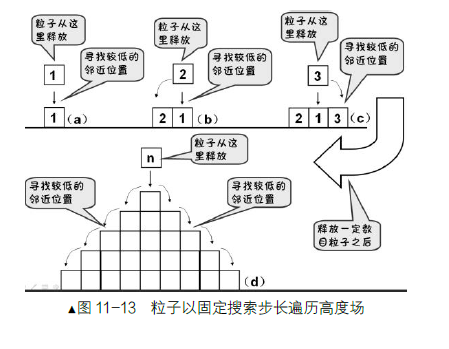 粒子从这
里释放
1
寻找较低的
邻近位置
1
(a)
粒子从这
里释放
2
寻找较低的
邻近位置
2 1
(b)
粒子从这
里释放
3
寻找较低的
邻近位置
2 1 3
(c)
n
粒子从这
里释放
寻找较低的
邻近位置
寻找较低的
邻近位置
释放一定数
目粒子之后
(d)
▲图 11-13 粒子以固定搜索步长遍历高度场